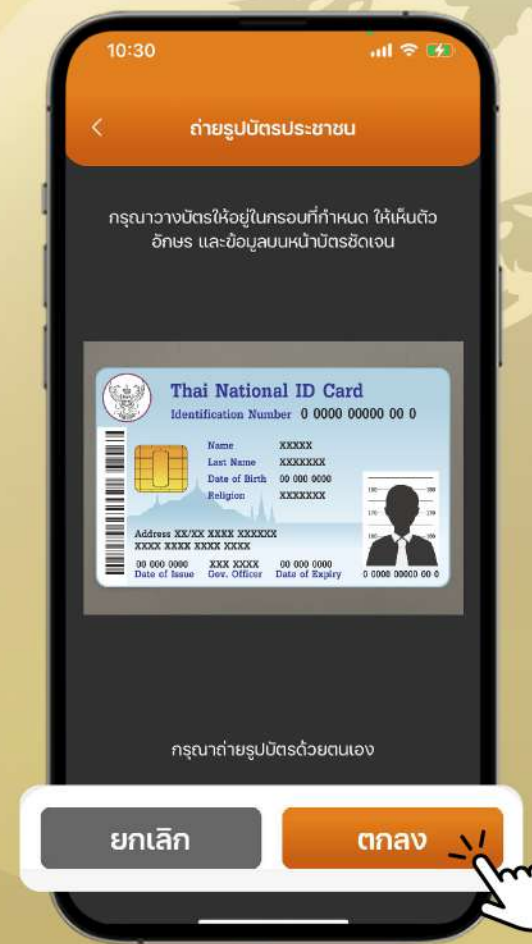 10:30
ถ่ายรูปบัตรประชาชน
กรุณาวางบัตรให้อยู่ในกรอบที่กำหนด ให้เห็นตัว
อักษร และข้อมูลบนหน้าบัตรชัดเจน
Thai National ID Card
Identification Number 0 0000 00000 00 0
Name XXXXX
Last Name XXXXXXX
Date of Birth 00 000 0000
Religion XXXXXXX
Address XX/XX XXXX XXXXXX
XXXX XXXX XXXX XXXX
00 000 0000 XXX XXXX 00 000 0000
Date of Issue Gov. Officer Date of Expiry 0 0000 00000 00 0
กรุณาถ่ายรูปบัตรด้วยตนเอง
ยกเลิก ตกลง